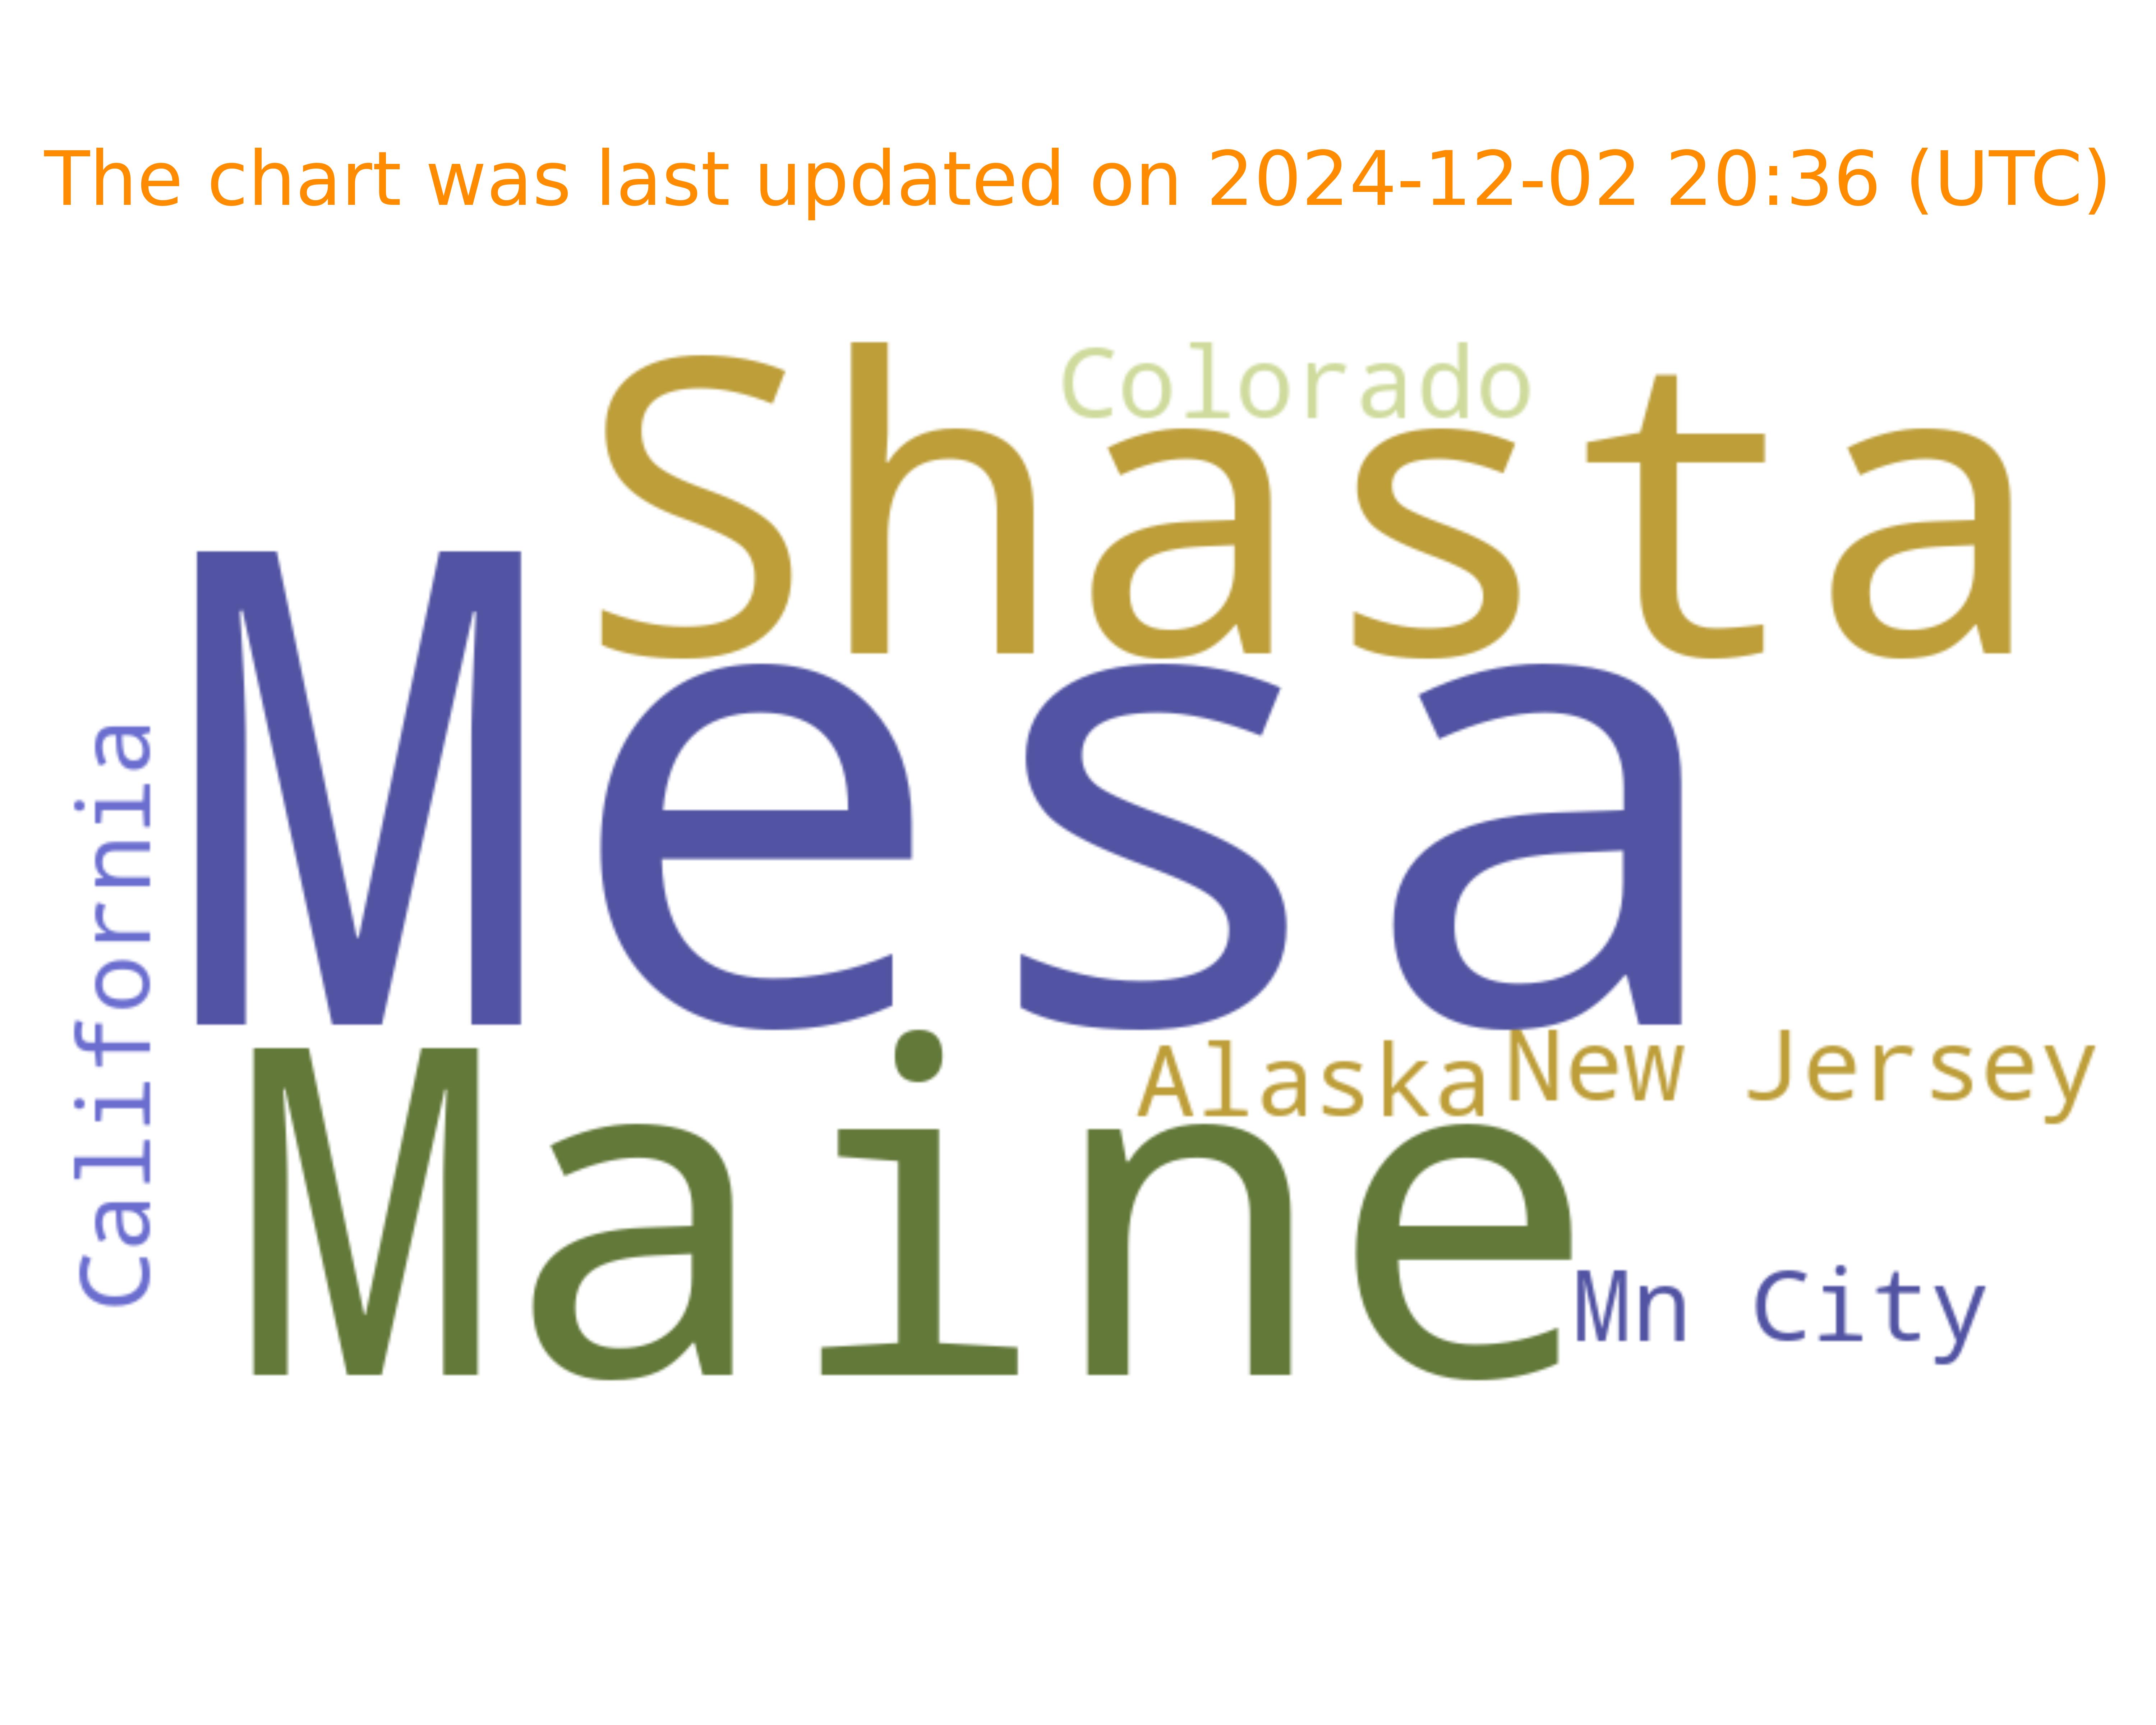 The chart was last updated on 2024-12-02 20:36 (UTC)
Colorado
Shasta
Mesa
California
Alaska
New Jersey
Maine
Mn City